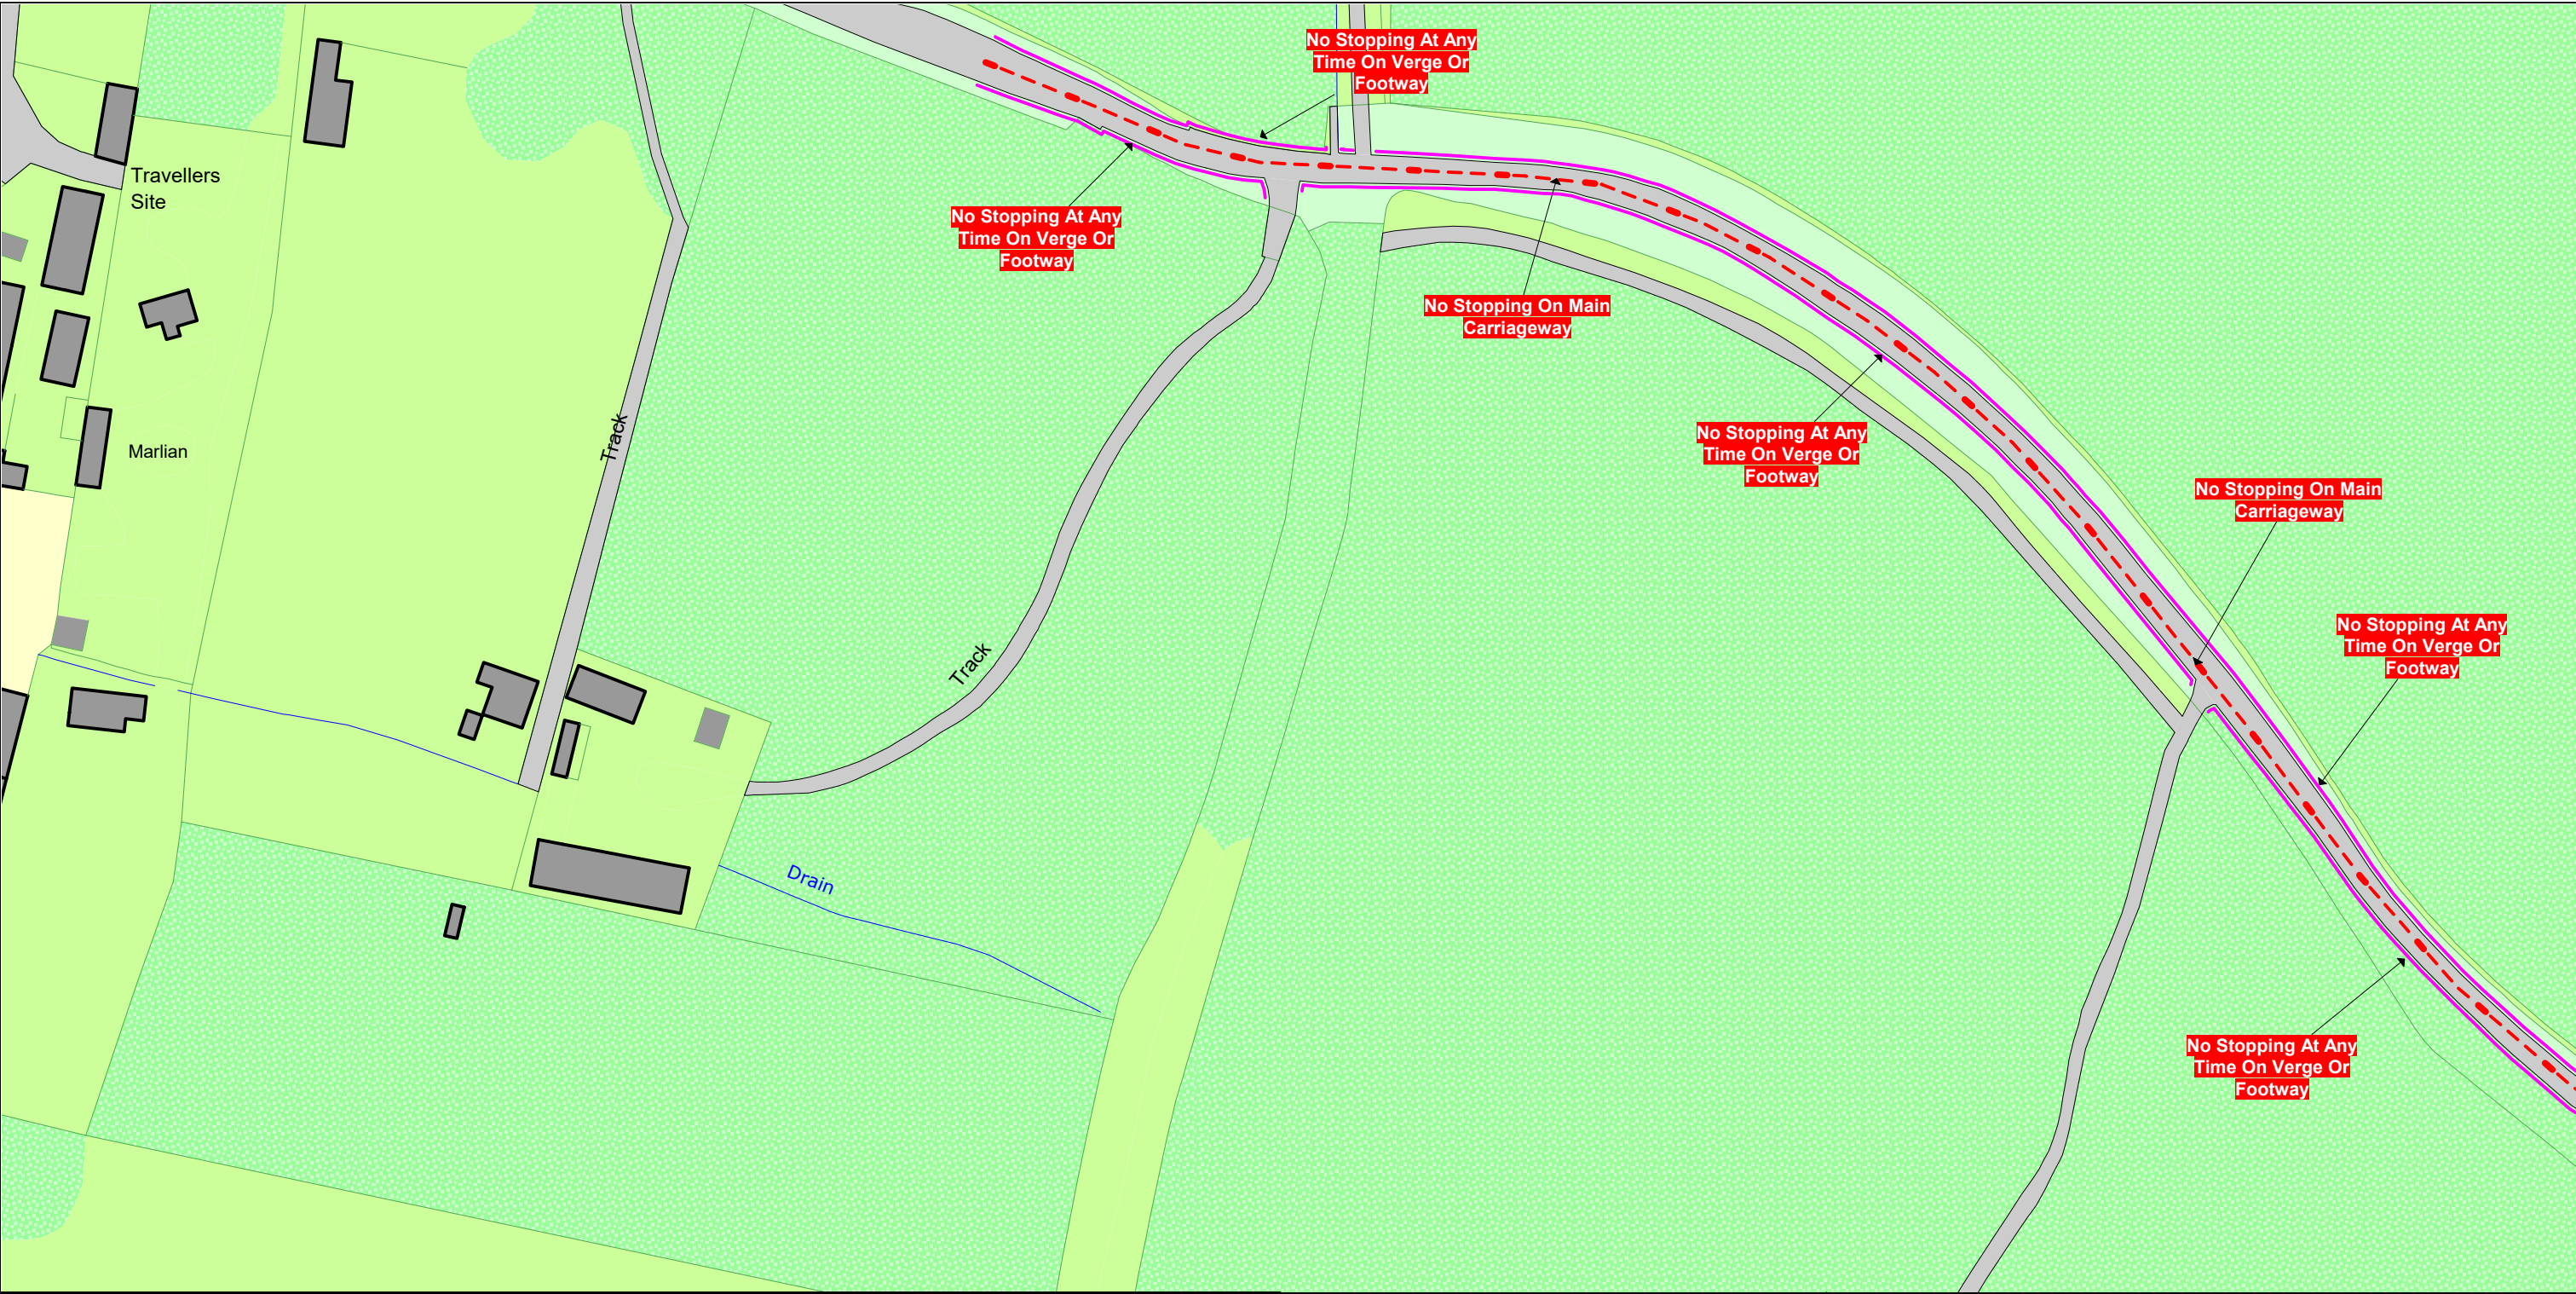 No Stopping At Any
Time On Verge Or
Footway
Travellers
Site
No Stopping At Any
Time On Verge Or
Footway
No Stopping On Main
Carriageway
Track
Marlian
No Stopping At Any
Time On Verge Or
Footway
No Stopping On Main
Carriageway
No Stopping At Any
Time On Verge Or
Footway
Track
Drain
No Stopping At Any
Time On Verge Or
Footway